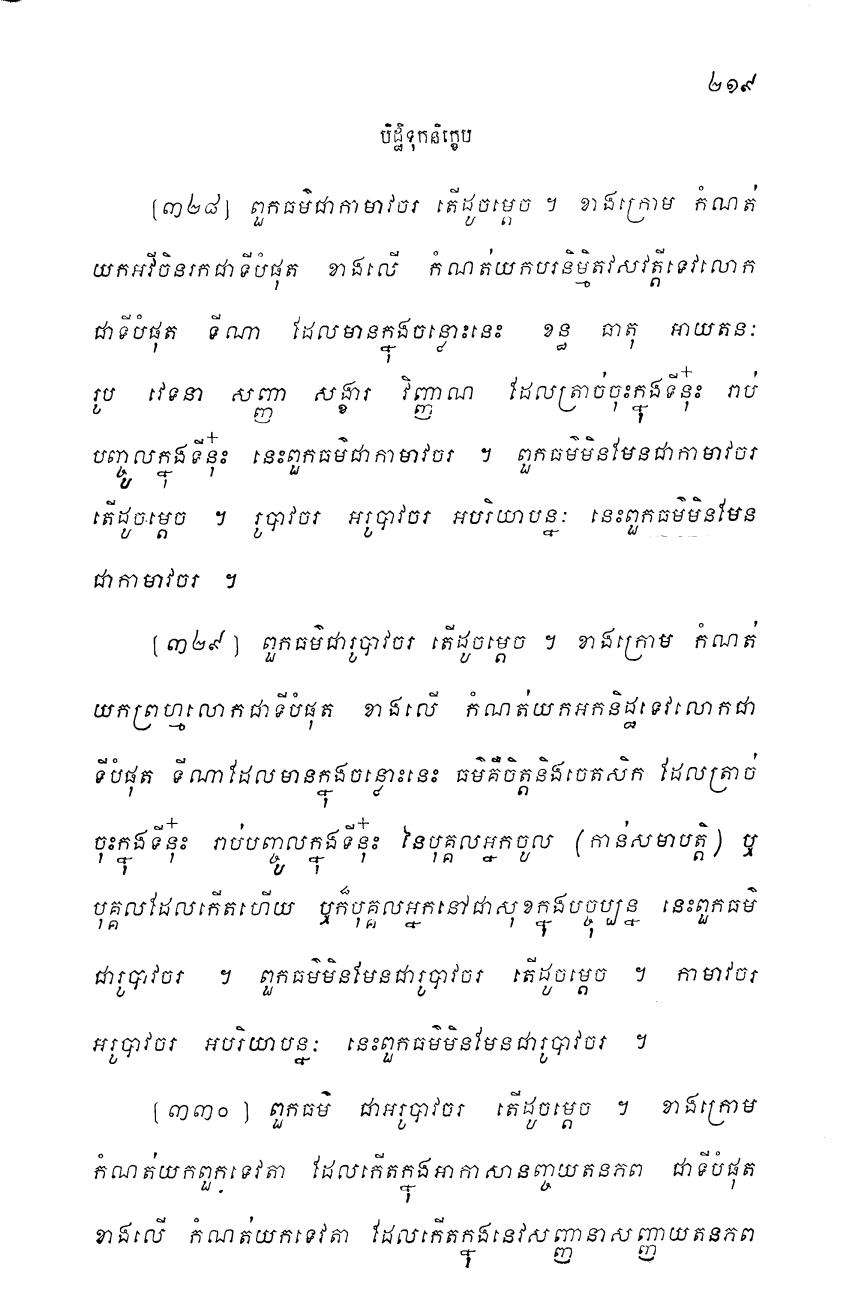 ២១៩
បិដ្ឋិទុកនិក្ខេប
[៣២៨] ពួកធម៌ជាកាមាវចរ តើដូចម្តេច ។ ខាងក្រោម កំណត់
យកអវីចិនរកជាទីបំផុត ខាងលើ កំណត់យកបរនិម្មិតវសវត្តីទេវលោក
ជាទីបំផុត ទីណា ដែលមានក្នុងចន្លោះនេះ ខន្ធ ធាតុ អាយតនៈ
រូប វេទនា សញ្ញា សង្ខារ វិញ្ញាណ ដែលត្រាច់ចុះក្នុងទីនុ៎ះ រាប់
បញ្ចូលក្នុងទីនុ៎ះ នេះពួកធម៌ជាកាមាវចរ ។ ពួកធម៌មិនមែនជាកាមាវចរ
តើដូចម្តេច ។ រូបាវចរ អរូបាវចរ អបរិយាបន្នៈ នេះពួកធម៌មិនមែន
ជាកាមាវចរ ។
[៣២៩] ពួកធម៌ជារូបាវចរ តើដូចម្តេច ។ ខាងក្រោម កំណត់
យកព្រហ្មលោកជាទីបំផុត ខាងលើ កំណត់យកអកនិដ្ឋទេវលោកជា
ទីបំផុត ទីណាដែលមានក្នុងចន្លោះនេះ ធម៌គឺចិត្តនិងចេតសិក ដែលត្រាច់
ចុះក្នុងទីនុ៎ះ រាប់បញ្ចូលក្នុងទីនុ៎ះ នៃបុគ្គលអ្នកចូល (កាន់សមាបត្តិ) ឬ
បុគ្គលដែលកើតហើយ ឬក៏បុគ្គលអ្នកនៅជាសុខក្នុងបច្ចុប្បន្ន នេះពួកធម៌
ជារូបាវចរ ។ ពួកធម៌មិនមែនជារូបាវចរ តើដូចម្តេច ។ កាមាវចរ
អរូបាវចរ អបរិយាបន្នៈ នេះពួកធម៌មិនមែនជារូបាវចរ ។
[៣៣០] ពួកធម៌ ជាអរូបាវចរ តើដូចម្តេច ។ ខាងក្រោម
កំណត់យកពួកទេវតា ដែលកើតក្នុងអាកាសានញ្ចាយតនភព ជាទីបំផុត
ខាងលើ កំណត់យកទេវតា ដែលកើតក្នុងនេវសញ្ញានាសញ្ញាយតនភព